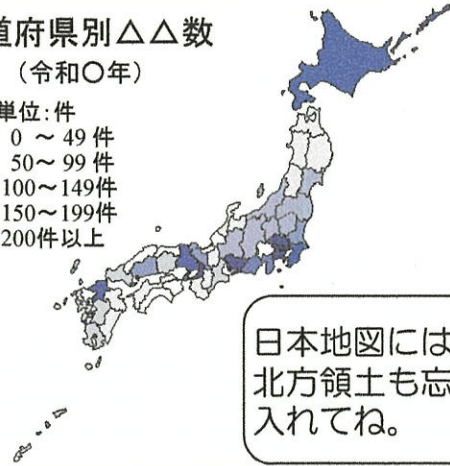 道府県別△△数
(令和〇年)
単位:件
0 ～ 49 件
50～ 99 件
100～149件
150～199件
200件以上
日本地図には
北方領土も忘
入れてね。